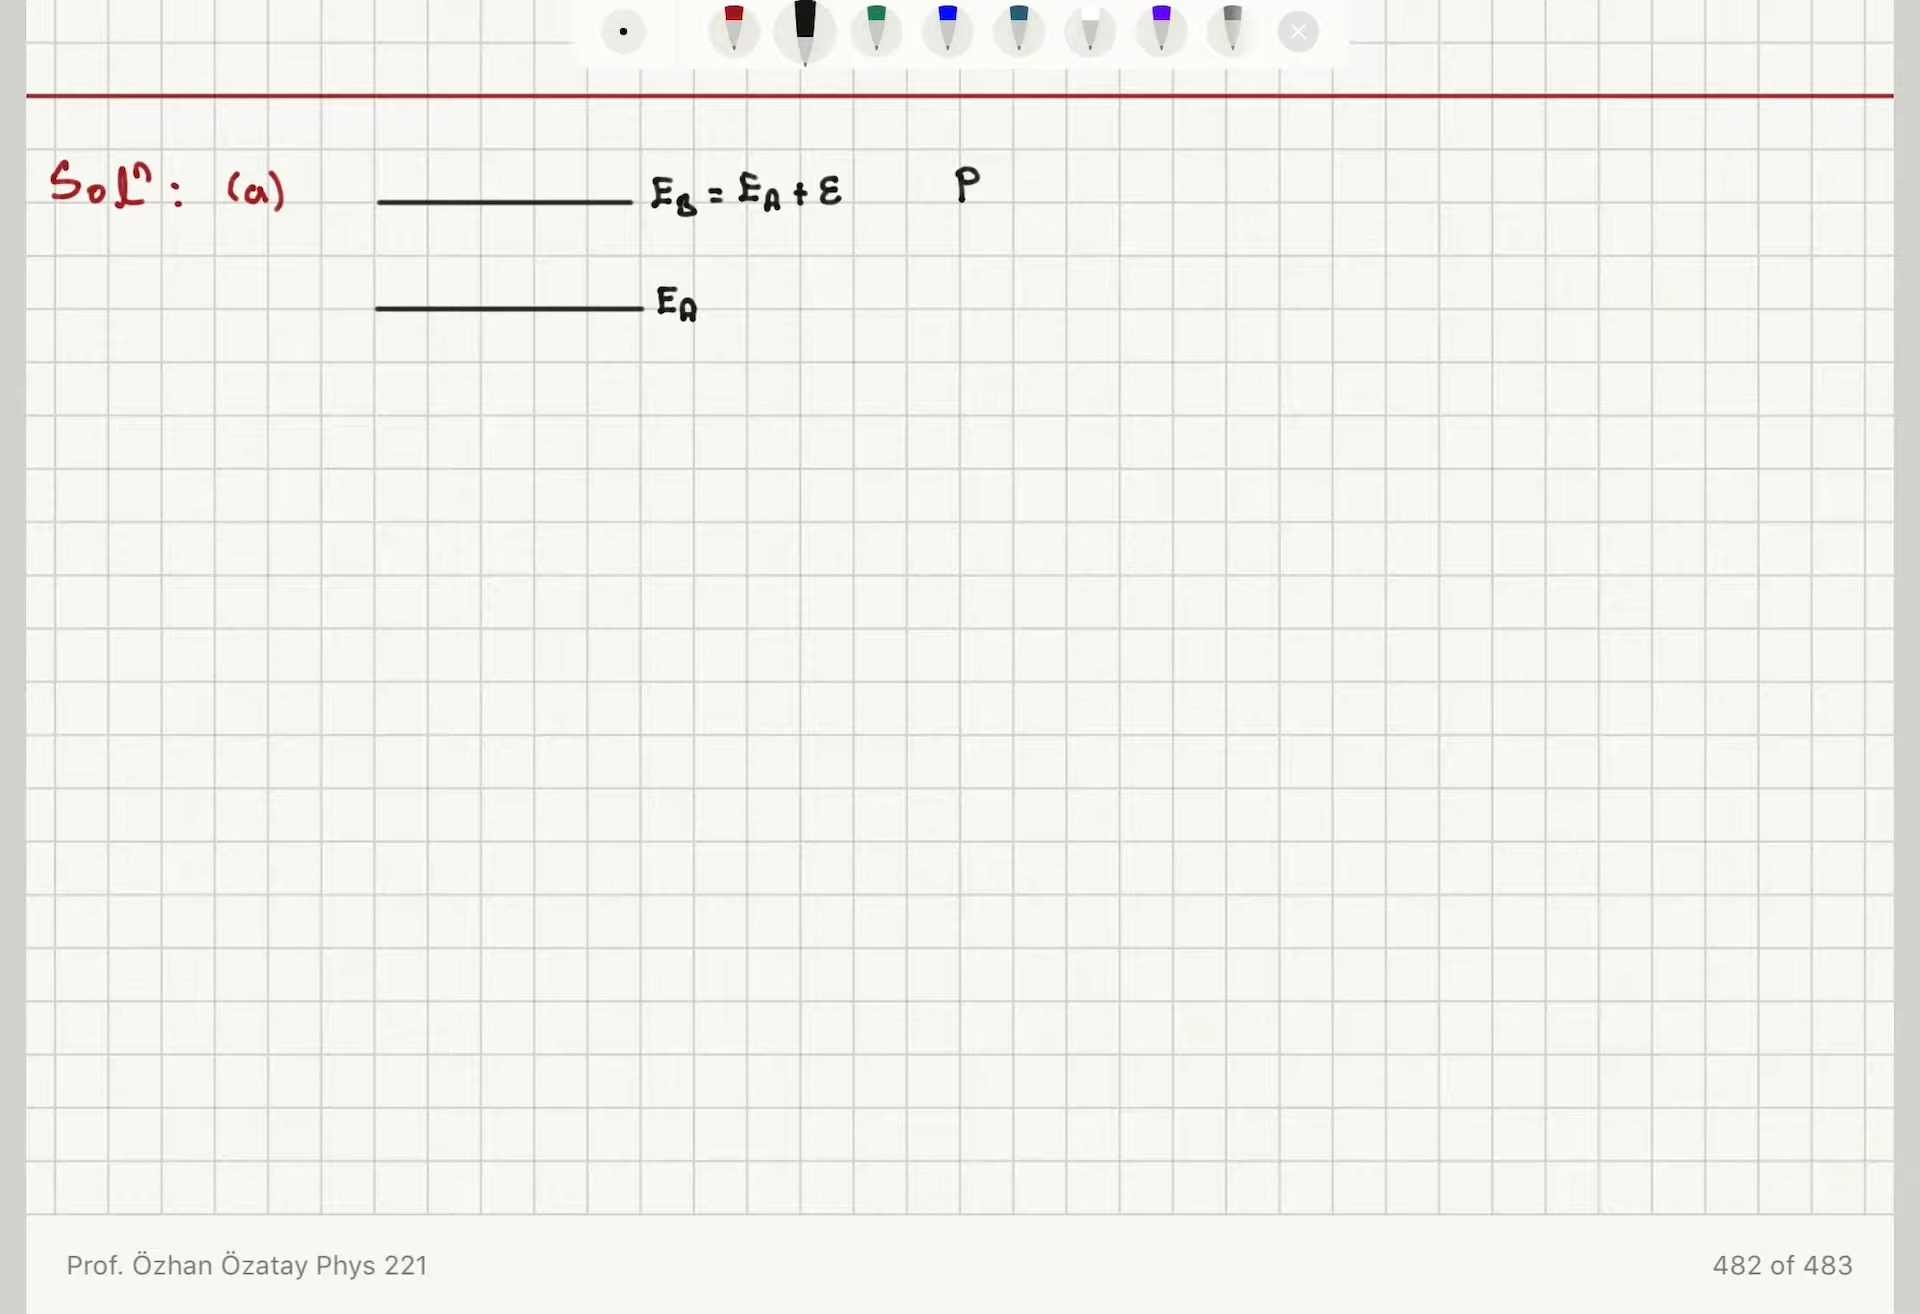 Solⁿ: (a) E_B = E_A + ε P
E_A
Prof. Özhan Özatay Phys 221
482 of 483